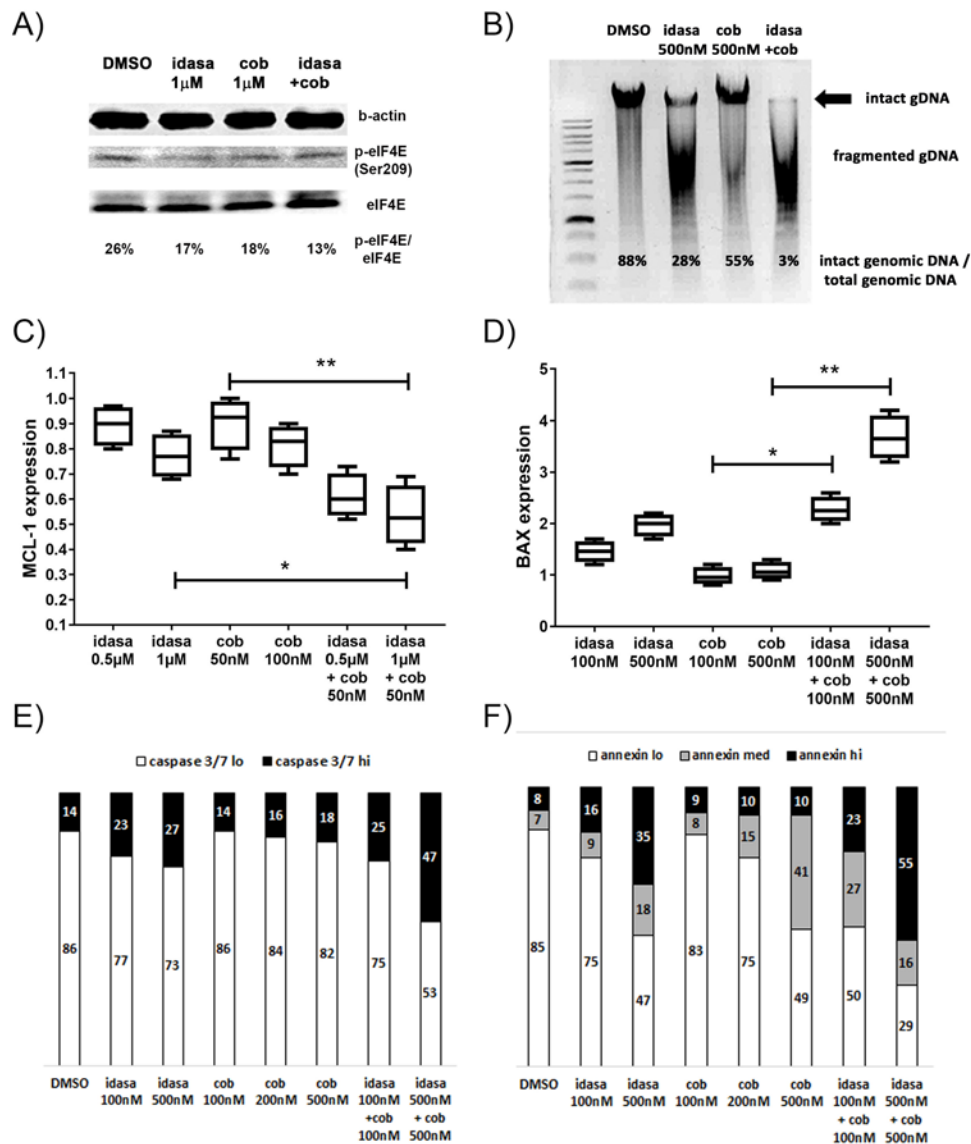 A)
DMSO idasa 1µM cob 1µM idasa +cob
b-actin
p-eIF4E (Ser209)
eIF4E
26% 17% 18% 13% p-eIF4E/ eIF4E
B)
DMSO idasa 500nM cob 500nM idasa +cob
intact gDNA
fragmented gDNA
88% 28% 55% 3% intact genomic DNA / total genomic DNA
C)
MCL-1 expression
1.1
1.0
0.9
0.8
0.7
0.6
0.5
0.4
0.3
0.2
0.1
**
*
idasa 0.5µM
idasa 1µM
cob 50nM
cob 100nM
idasa 0.5µM + cob 50nM
idasa 1µM + cob 50nM
D)
BAX expression
5
4
3
2
1
0
**
*
idasa 100nM
idasa 500nM
cob 100nM
cob 500nM
idasa 100nM + cob 100nM
idasa 500nM + cob 500nM
E)
caspase 3/7 lo caspase 3/7 hi
14 23 27 14 16 18 25 47
86 77 73 86 84 82 75 53
DMSO
idasa 100nM
idasa 500nM
cob 100nM
cob 200nM
cob 500nM
idasa 100nM +cob 100nM
idasa 500nM + cob 500nM
F)
annexin lo annexin med annexin hi
8 16 35 9 10 10 23 55
7 9 18 8 15 41 27 16
85 75 47 83 75 49 50 29
DMSO
idasa 100nM
idasa 500nM
cob 100nM
cob 200nM
cob 500nM
idasa 100nM + cob 100nM
idasa 500nM + cob 500nM